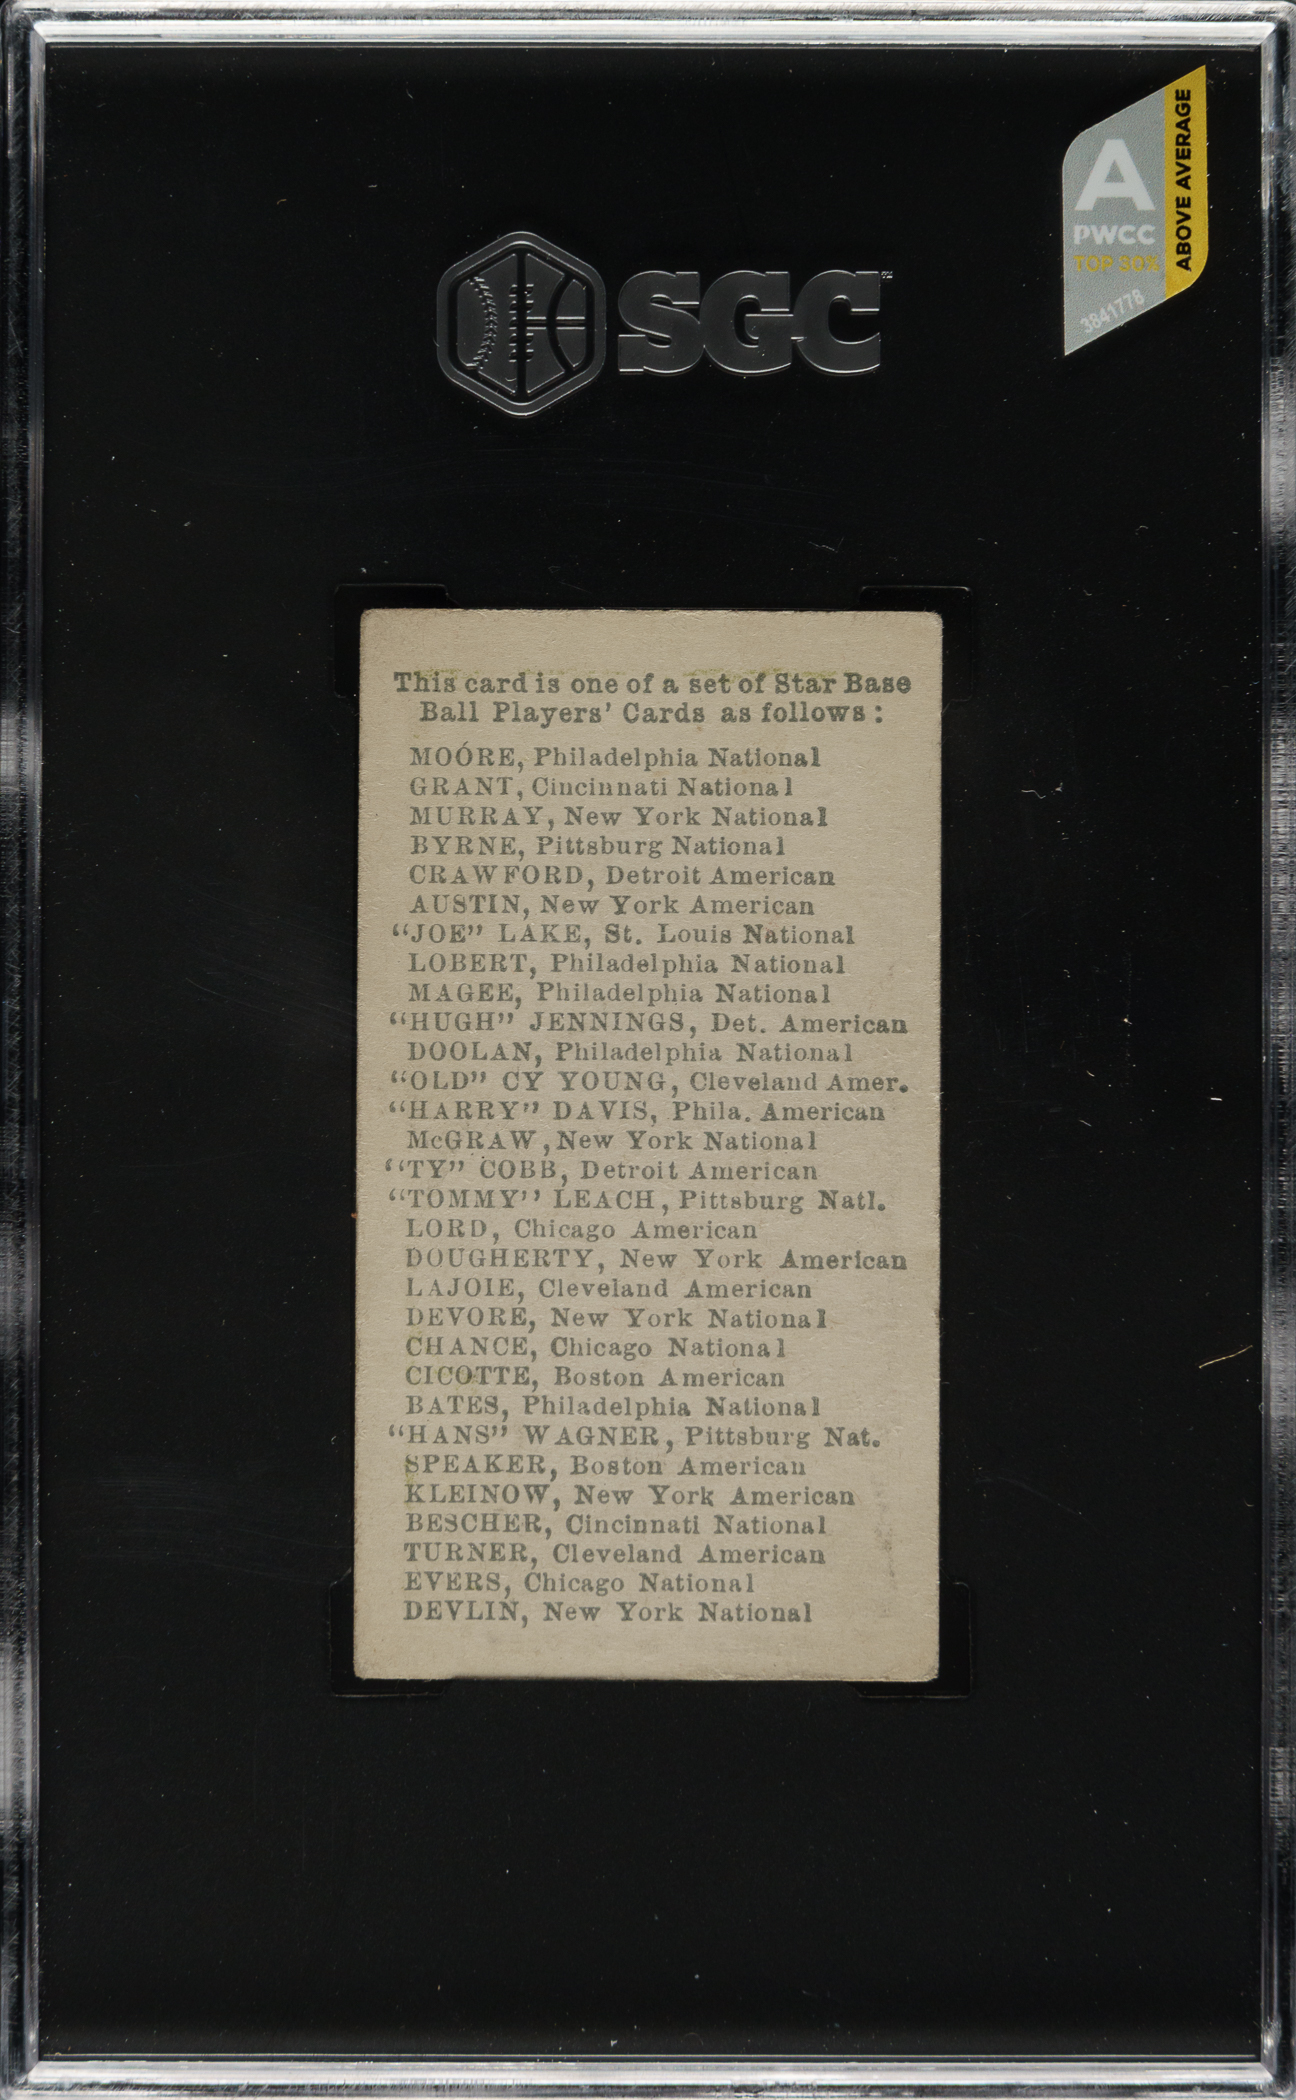 A
PWCC
TOP 30%
3841778
ABOVE AVERAGE
SGC™
This card is one of a set of Star Base
Ball Players' Cards as follows:
MOÓRE, Philadelphia National
GRANT, Cincinnati National
MURRAY, New York National
BYRNE, Pittsburg National
CRAWFORD, Detroit American
AUSTIN, New York American
"JOE" LAKE, St. Louis National
LOBERT, Philadelphia National
MAGEE, Philadelphia National
"HUGH" JENNINGS, Det. American
DOOLAN, Philadelphia National
"OLD" CY YOUNG, Cleveland Amer.
"HARRY" DAVIS, Phila. American
McGRAW, New York National
"TY" COBB, Detroit American
"TOMMY" LEACH, Pittsburg Natl.
LORD, Chicago American
DOUGHERTY, New York American
LAJOIE, Cleveland American
DEVORE, New York National
CHANCE, Chicago National
CICOTTE, Boston American
BATES, Philadelphia National
"HANS" WAGNER, Pittsburg Nat.
SPEAKER, Boston American
KLEINOW, New York American
BESCHER, Cincinnati National
TURNER, Cleveland American
EVERS, Chicago National
DEVLIN, New York National